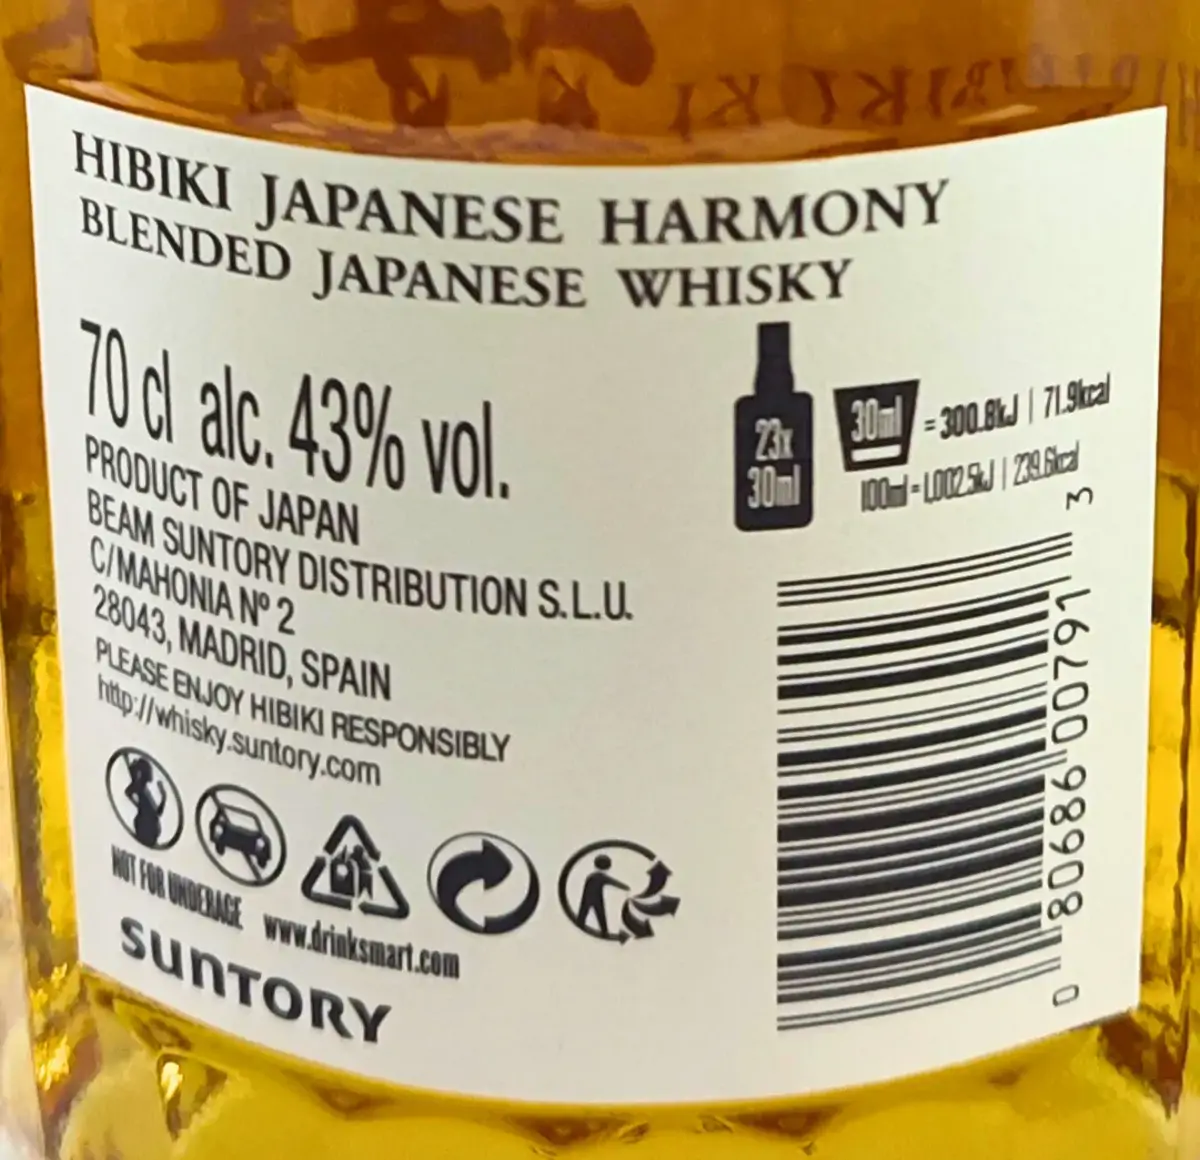 HIBIKI JAPANESE HARMONY
BLENDED JAPANESE WHISKY
70 cl alc. 43% vol.
PRODUCT OF JAPAN
BEAM SUNTORY DISTRIBUTION S.L.U.
C/MAHONIA Nº 2
28043, MADRID, SPAIN
PLEASE ENJOY HIBIKI RESPONSIBLY
http://whisky.suntory.com
NOT FOR UNDERAGE
www.drinksmart.com
SUNTORY
23x
30ml
30ml = 300.8kJ | 71.9kcal
100ml = 1,002.5kJ | 239.6kcal
0 80686 00791 3